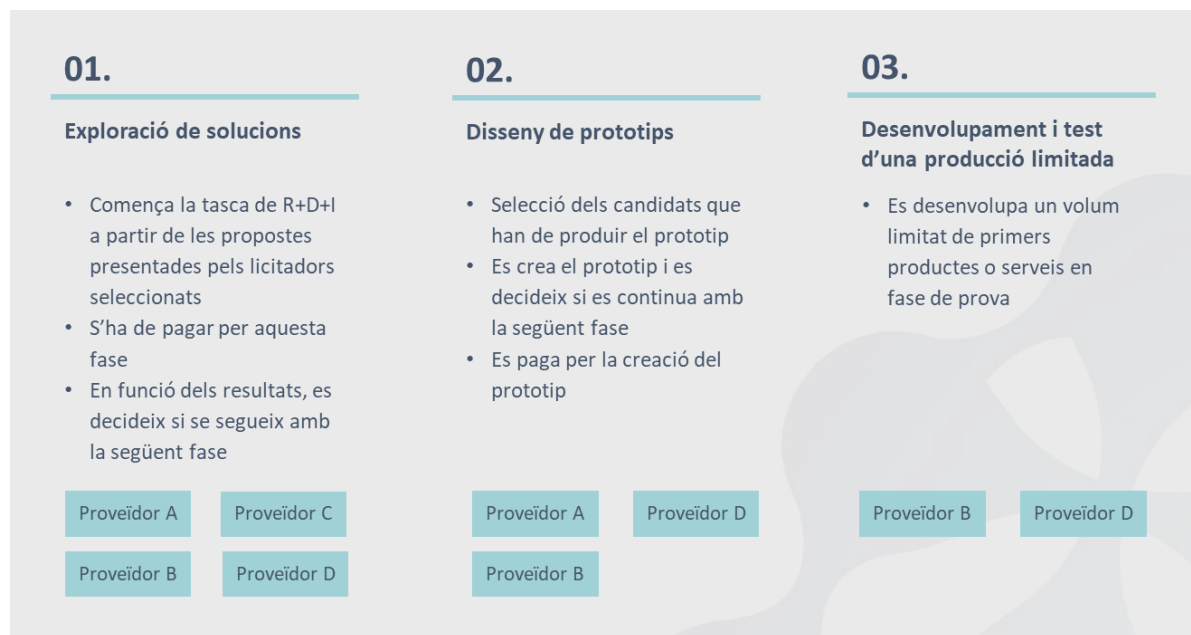 01.
Exploració de solucions
• Comença la tasca de R+D+I
a partir de les propostes
presentades pels licitadors
seleccionats
• S’ha de pagar per aquesta
fase
• En funció dels resultats, es
decideix si se segueix amb
la següent fase
Proveïdor A
Proveïdor C
Proveïdor B
Proveïdor D
02.
Disseny de prototips
• Selecció dels candidats que
han de produir el prototip
• Es crea el prototip i es
decideix si es continua amb
la següent fase
• Es paga per la creació del
prototip
Proveïdor A
Proveïdor D
Proveïdor B
03.
Desenvolupament i test
d’una producció limitada
• Es desenvolupa un volum
limitat de primers
productes o serveis en
fase de prova
Proveïdor B
Proveïdor D